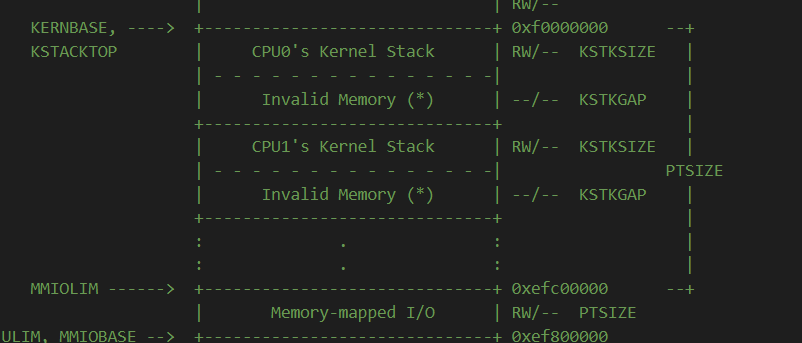 |                              | RW/--
   KERNBASE, ---->  +------------------------------+ 0xf0000000      --+
   KSTACKTOP        |     CPU0's Kernel Stack      | RW/--  KSTKSIZE   |
                    | - - - - - - - - - - - - - - -|                   |
                    |      Invalid Memory (*)      | --/--  KSTKGAP    |
                    +------------------------------+                   |
                    |     CPU1's Kernel Stack      | RW/--  KSTKSIZE   |
                    | - - - - - - - - - - - - - - -|                 PTSIZE
                    |      Invalid Memory (*)      | --/--  KSTKGAP    |
                    +------------------------------+                   |
                    :              .               :                   |
                    :              .               :                   |
   MMIOLIM ------>  +------------------------------+ 0xefc00000      --+
                    |       Memory-mapped I/O      | RW/--  PTSIZE
ULIM, MMIOBASE -->  +------------------------------+ 0xef800000